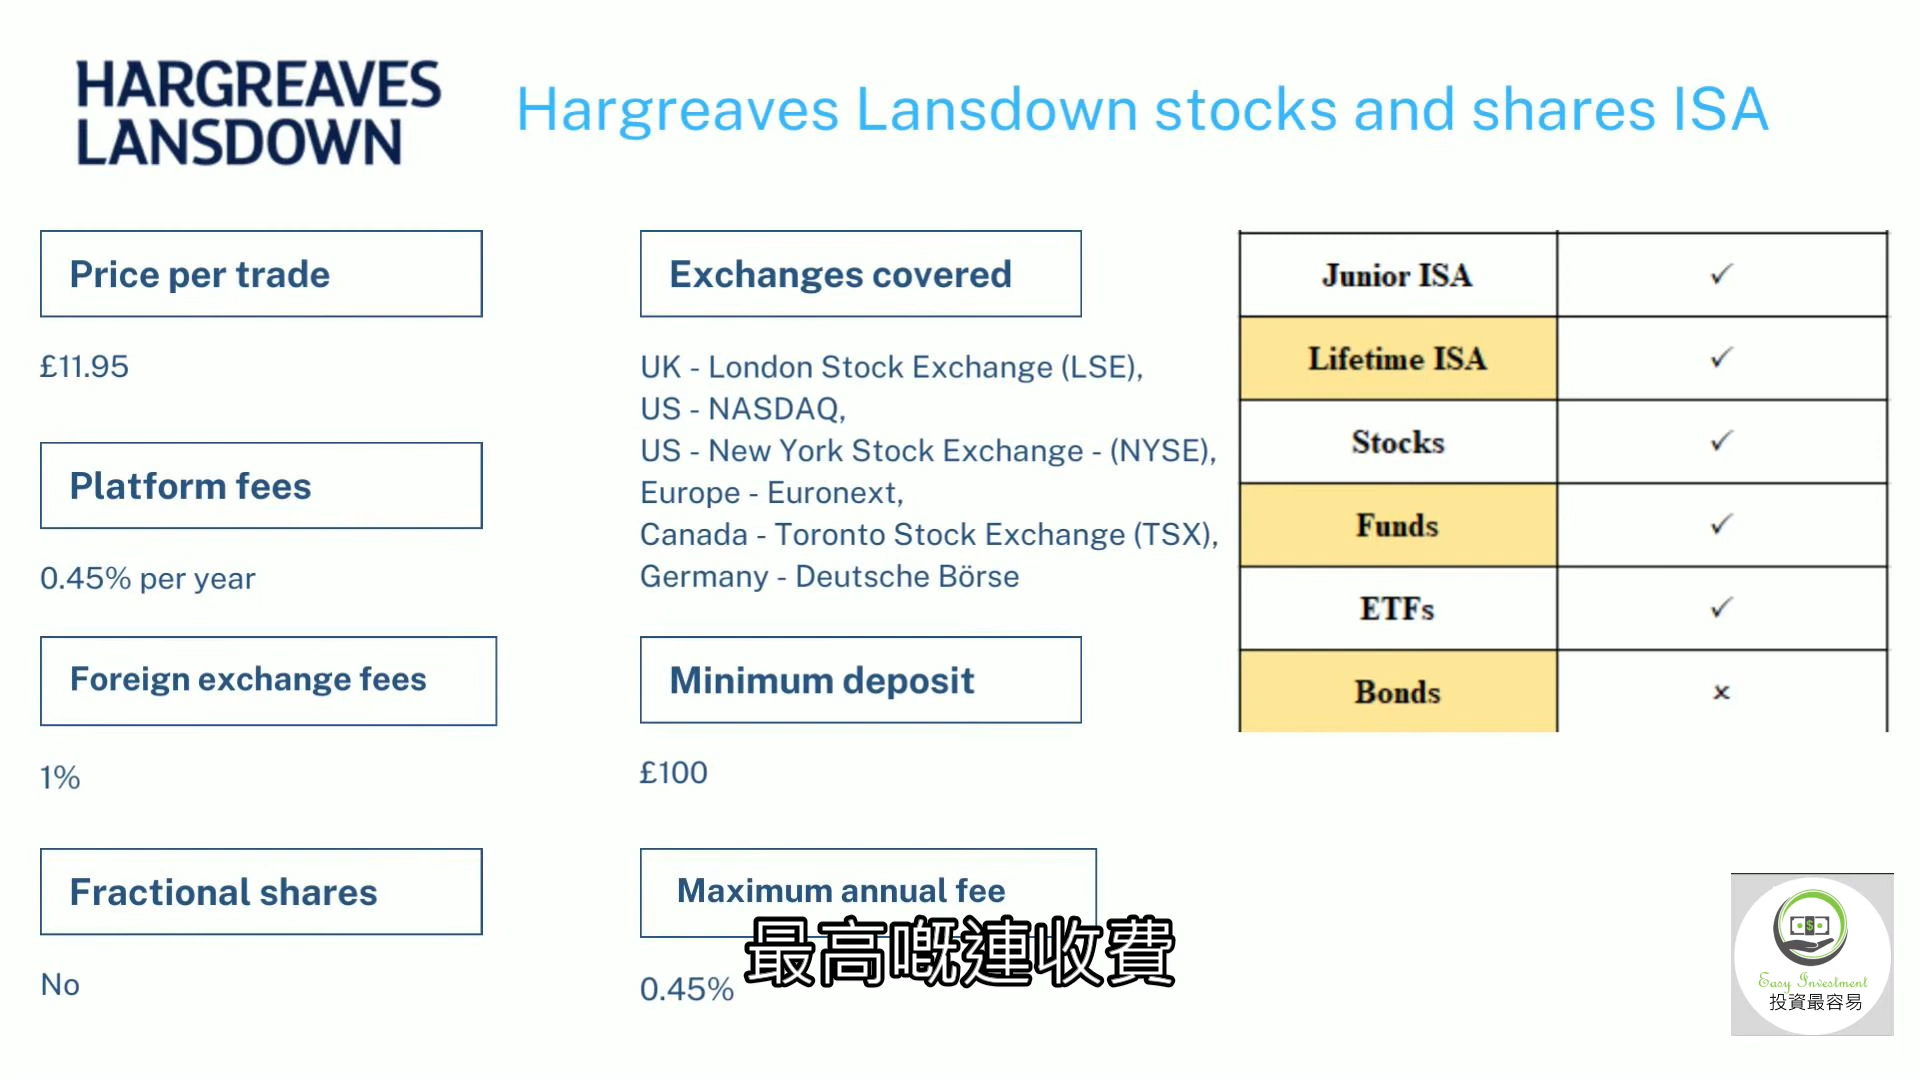 HARGREAVES
LANSDOWN
Hargreaves Lansdown stocks and shares ISA
Price per trade
£11.95
Platform fees
0.45% per year
Foreign exchange fees
1%
Fractional shares
No
Exchanges covered
UK - London Stock Exchange (LSE),
US - NASDAQ,
US - New York Stock Exchange - (NYSE),
Europe - Euronext,
Canada - Toronto Stock Exchange (TSX),
Germany - Deutsche Börse
Minimum deposit
£100
Maximum annual fee
0.45%
Junior ISA ✓
Lifetime ISA ✓
Stocks ✓
Funds ✓
ETFs ✓
Bonds ×
最高嘅連收費
Easy Investment
投資最容易